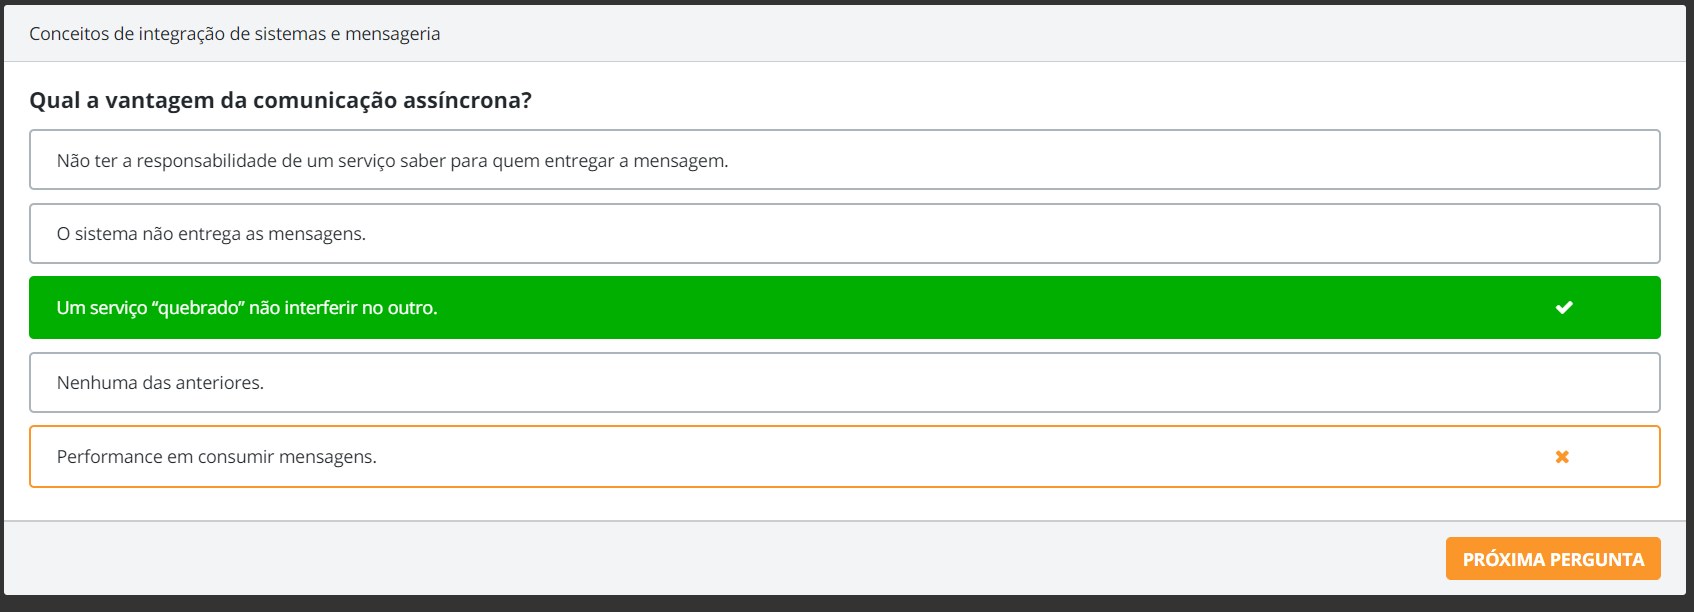 Conceitos de integração de sistemas e mensageria
Qual a vantagem da comunicação assíncrona?
Não ter a responsabilidade de um serviço saber para quem entregar a mensagem.
O sistema não entrega as mensagens.
Um serviço “quebrado” não interferir no outro.
Nenhuma das anteriores.
Performance em consumir mensagens.
PRÓXIMA PERGUNTA